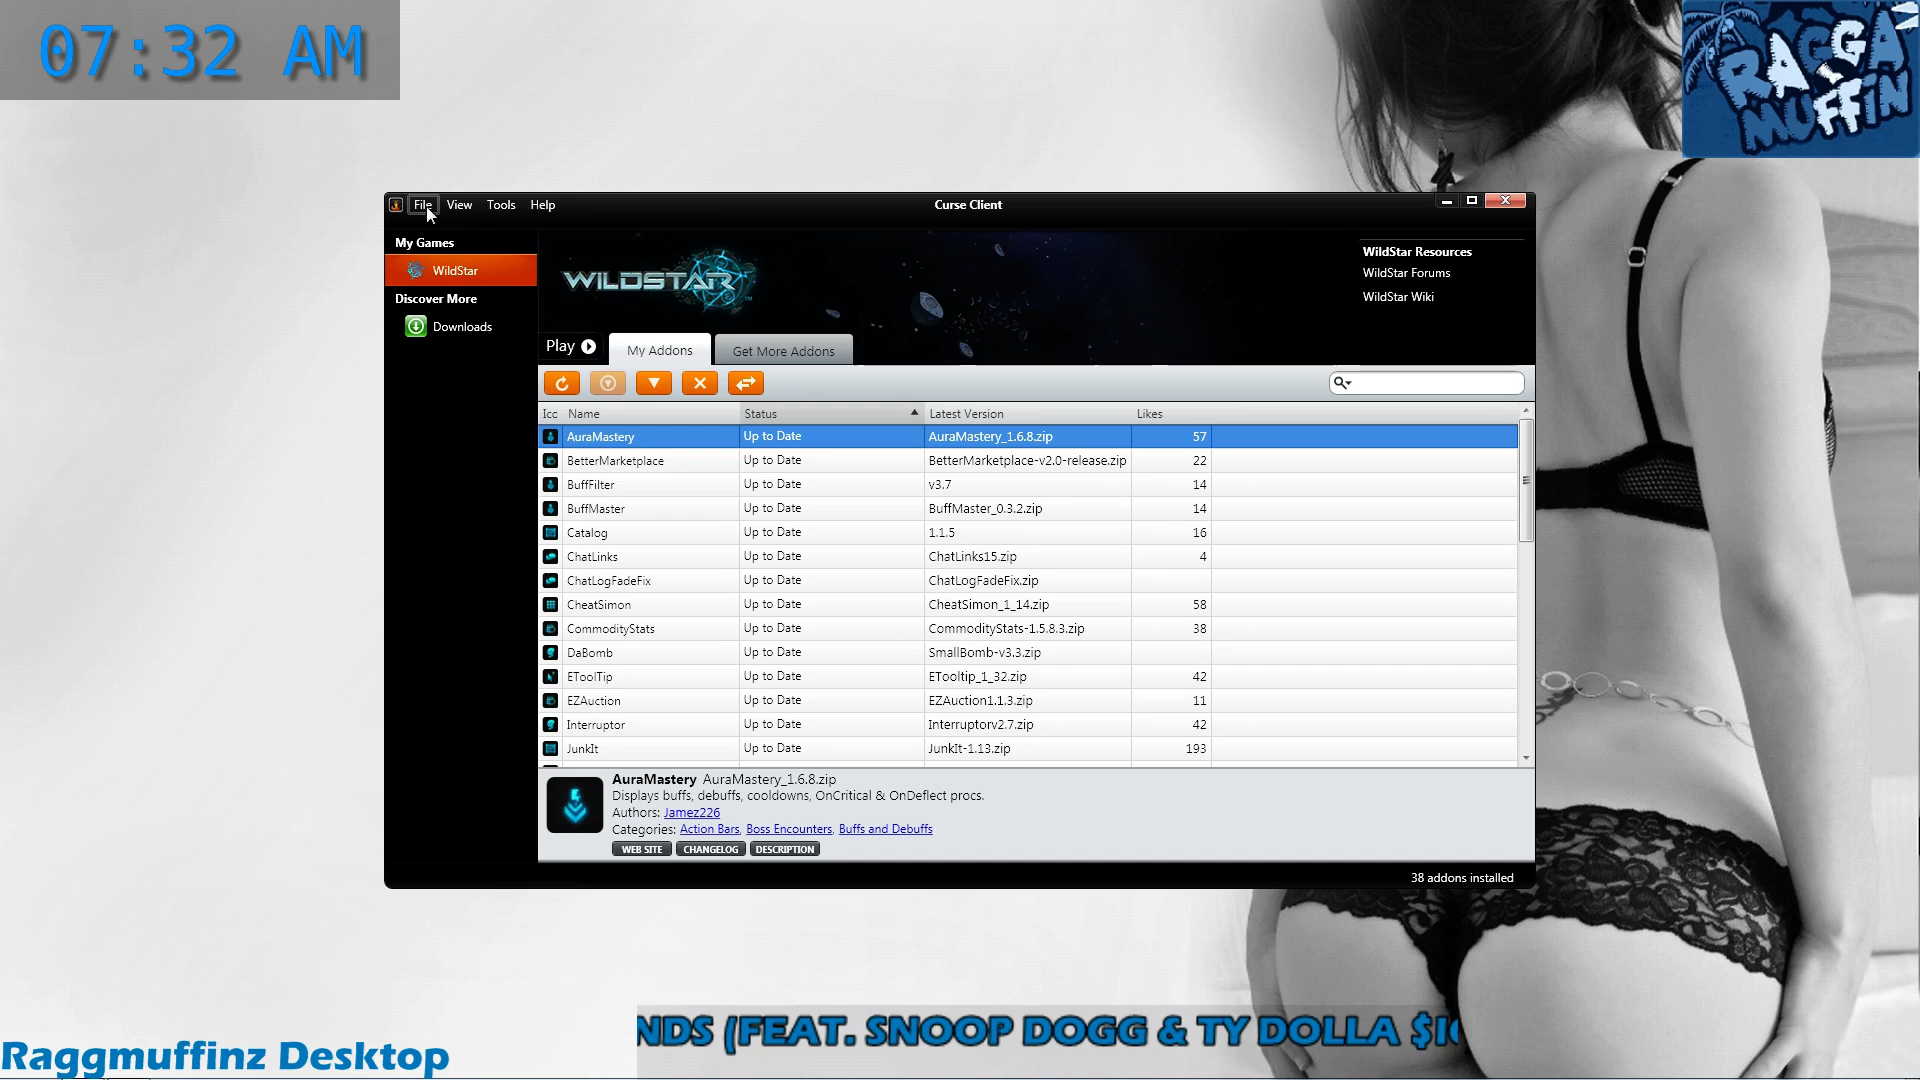 07:32 AM
RAGGA
MUFFIN
File View Tools Help
Curse Client
My Games
WildStar
Discover More
Downloads
WILDSTAR
WildStar Resources
WildStar Forums
WildStar Wiki
Play
My Addons
Get More Addons
Icc Name Status Latest Version Likes
AuraMastery Up to Date AuraMastery_1.6.8.zip 57
BetterMarketplace Up to Date BetterMarketplace-v2.0-release.zip 22
BuffFilter Up to Date v3.7 14
BuffMaster Up to Date BuffMaster_0.3.2.zip 14
Catalog Up to Date 1.1.5 16
ChatLinks Up to Date ChatLinks15.zip 4
ChatLogFadeFix Up to Date ChatLogFadeFix.zip
CheatSimon Up to Date CheatSimon_1_14.zip 58
CommodityStats Up to Date CommodityStats-1.5.8.3.zip 38
DaBomb Up to Date SmallBomb-v3.3.zip
EToolTip Up to Date ETooltip_1_32.zip 42
EZAuction Up to Date EZAuction1.1.3.zip 11
Interruptor Up to Date Interruptorv2.7.zip 42
JunkIt Up to Date JunkIt-1.13.zip 193
AuraMastery AuraMastery_1.6.8.zip
Displays buffs, debuffs, cooldowns, OnCritical & OnDeflect procs.
Authors: Jamez226
Categories: Action Bars, Boss Encounters, Buffs and Debuffs
WEB SITE CHANGELOG DESCRIPTION
38 addons installed
NDS (FEAT. SNOOP DOGG & TY DOLLA $I
Raggmuffinz Desktop